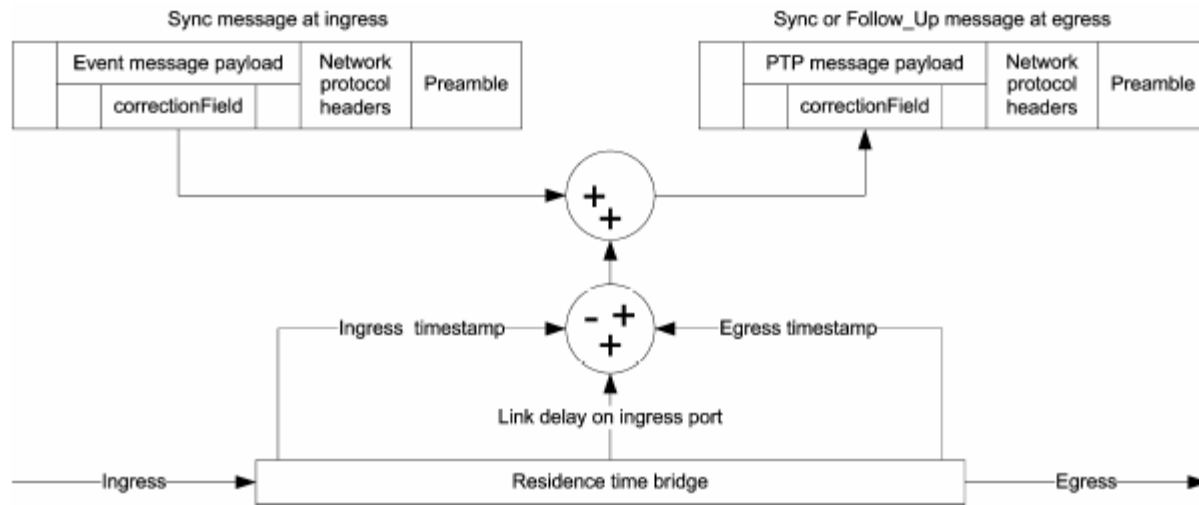 Sync message at ingress
Sync or Follow_Up message at egress
Event message payload
correctionField
Network
protocol
headers
Preamble
PTP message payload
correctionField
Network
protocol
headers
Preamble
+
+
Ingress timestamp
- +
+
Egress timestamp
Link delay on ingress port
Ingress
Residence time bridge
Egress